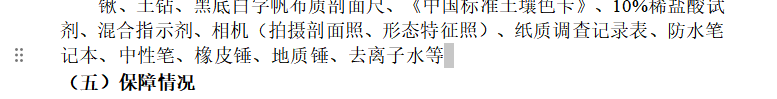 锹、土钻、黑底白字帆布质剖面尺、《中国标准土壤色卡》、10%稀盐酸试
剂、混合指示剂、相机（拍摄剖面照、形态特征照）、纸质调查记录表、防水笔
记本、中性笔、橡皮锤、地质锤、去离子水等
（五）保障情况